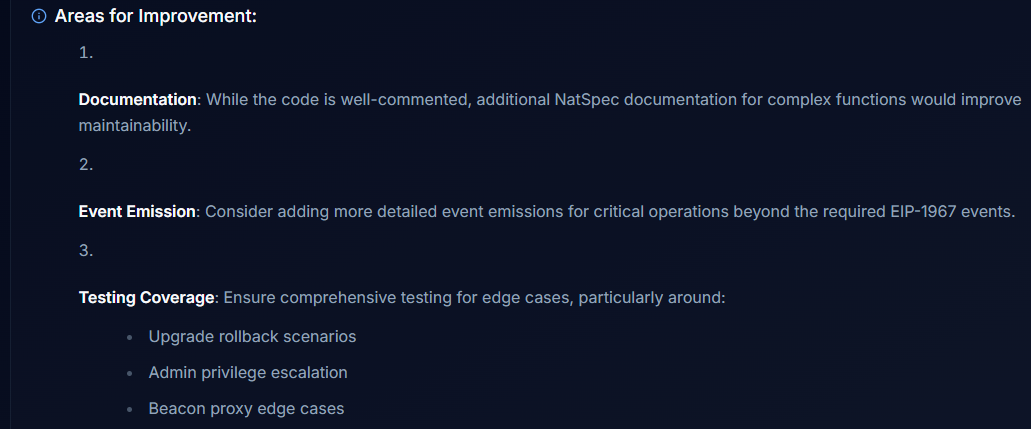 Areas for Improvement:
1.
Documentation: While the code is well-commented, additional NatSpec documentation for complex functions would improve
maintainability.
2.
Event Emission: Consider adding more detailed event emissions for critical operations beyond the required EIP-1967 events.
3.
Testing Coverage: Ensure comprehensive testing for edge cases, particularly around:
• Upgrade rollback scenarios
• Admin privilege escalation
• Beacon proxy edge cases